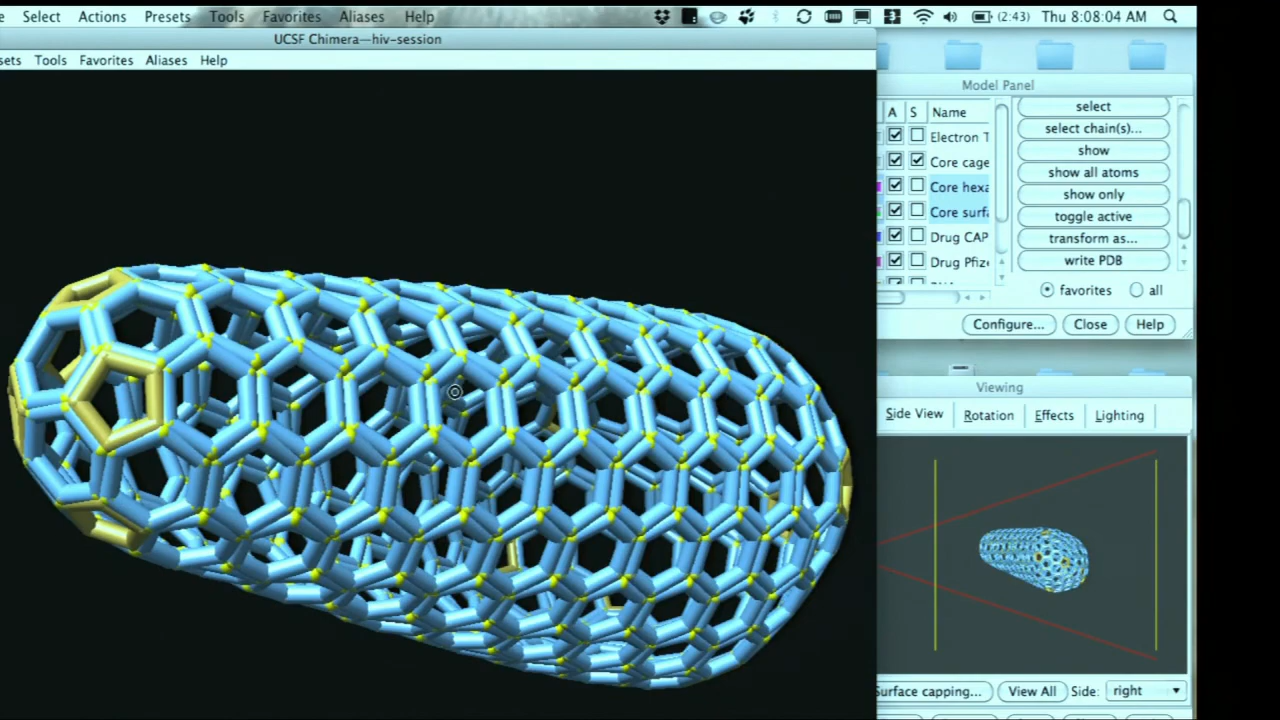 Select Actions Presets Tools Favorites Aliases Help (2:43) Thu 8:08:04 AM
UCSF Chimera—hiv-session
sets Tools Favorites Aliases Help
Model Panel
A S Name
Electron T
Core cage
Core hexa
Core surfa
Drug CAP
Drug Pfize
select
select chain(s)...
show
show all atoms
show only
toggle active
transform as...
write PDB
favorites all
Configure... Close Help
Viewing
Side View Rotation Effects Lighting
Surface capping... View All Side: right